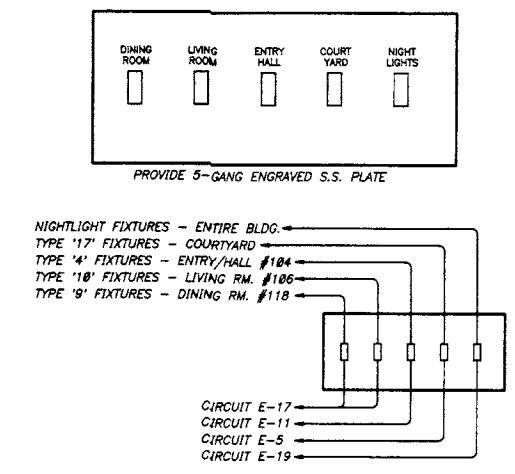 DINING ROOM
LIVING ROOM
ENTRY HALL
COURT YARD
NIGHT LIGHTS
PROVIDE 5-GANG ENGRAVED S.S. PLATE
NIGHTLIGHT FIXTURES - ENTIRE BLDG.
TYPE '17' FIXTURES - COURTYARD
TYPE '4' FIXTURES - ENTRY/HALL #104
TYPE '10' FIXTURES - LIVING RM. #106
TYPE '9' FIXTURES - DINING RM. #118
CIRCUIT E-17
CIRCUIT E-11
CIRCUIT E-5
CIRCUIT E-19